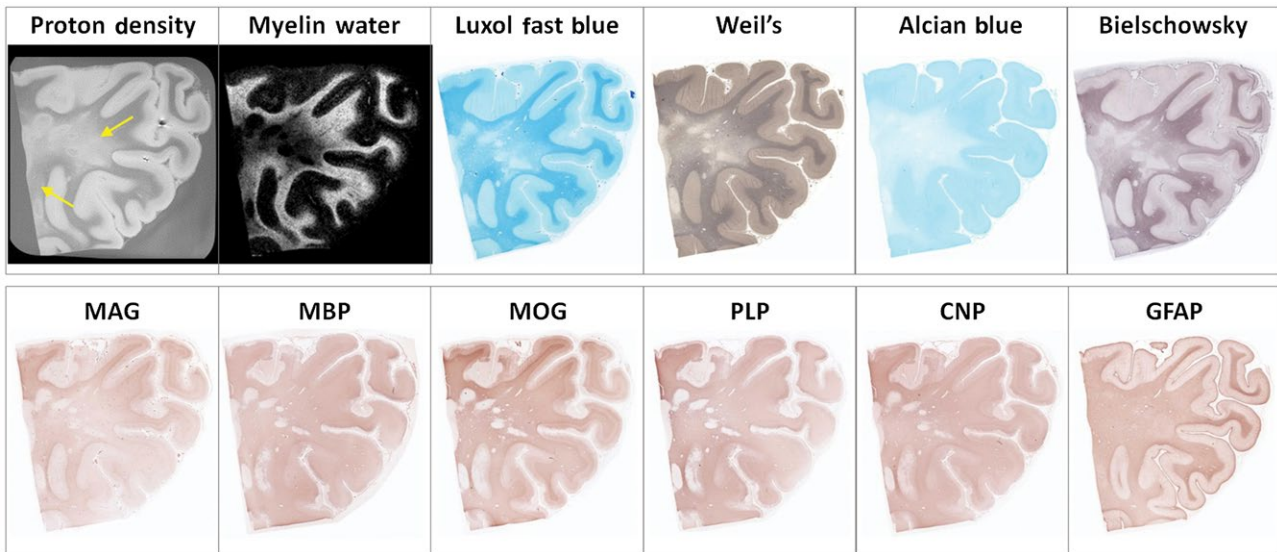 Proton density
Myelin water
Luxol fast blue
Weil's
Alcian blue
Bielschowsky
MAG
MBP
MOG
PLP
CNP
GFAP